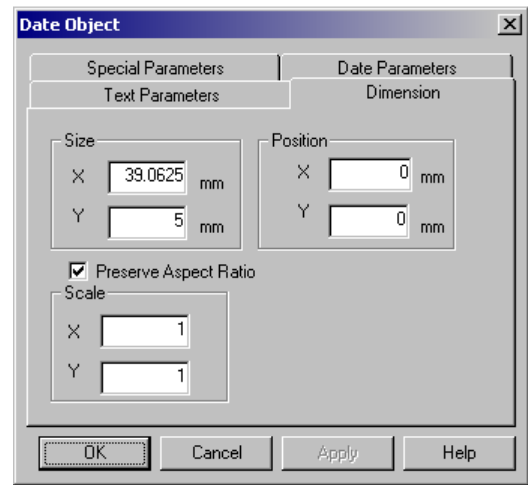 Date Object
Special Parameters Date Parameters
Text Parameters Dimension
Size Position
X 39.0625 mm X 0 mm
Y 5 mm Y 0 mm
Preserve Aspect Ratio
Scale
X 1
Y 1
OK Cancel Apply Help